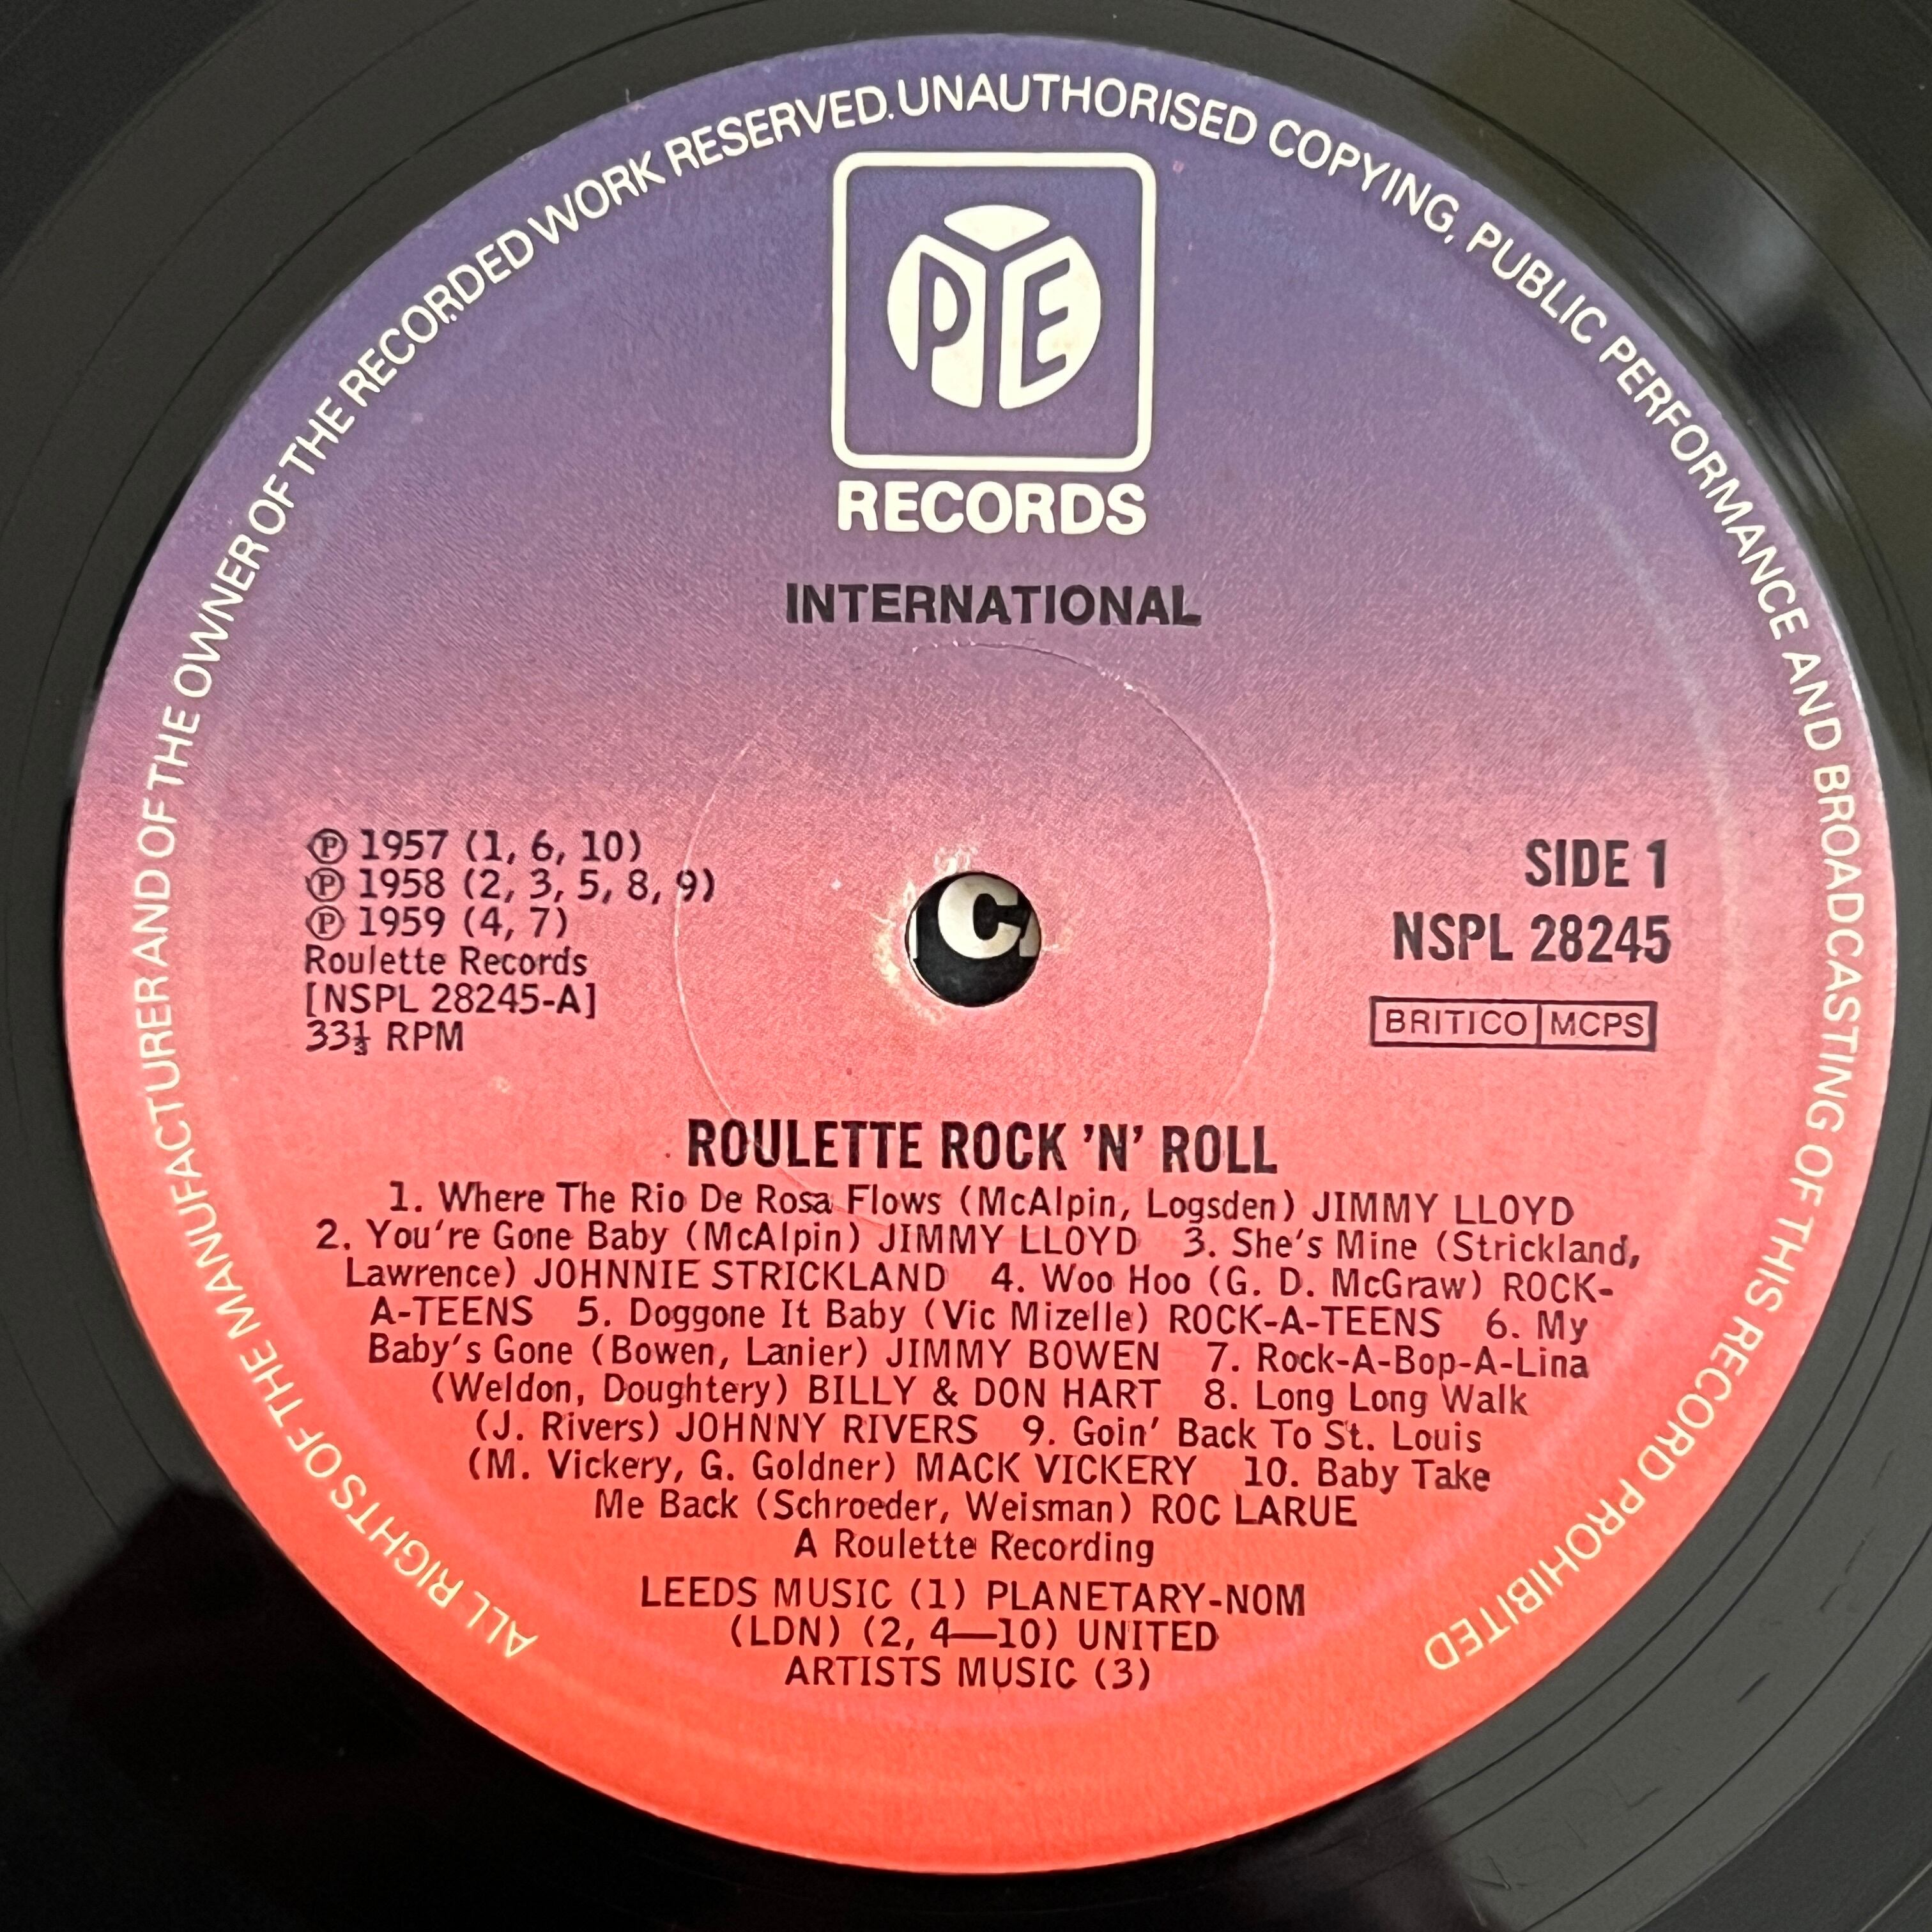 ALL RIGHTS OF THE MANUFACTURER AND OF THE OWNER OF THE RECORDED WORK RESERVED. UNAUTHORISED COPYING, PUBLIC PERFORMANCE AND BROADCASTING OF THIS RECORD PROHIBITED
PYE
RECORDS
INTERNATIONAL
℗ 1957 (1, 6, 10)
℗ 1958 (2, 3, 5, 8, 9)
℗ 1959 (4, 7)
Roulette Records
[NSPL 28245-A]
33⅓ RPM
SIDE 1
NSPL 28245
BRITICO MCPS
ROULETTE ROCK 'N' ROLL
1. Where The Rio De Rosa Flows (McAlpin, Logsden) JIMMY LLOYD
2. You're Gone Baby (McAlpin) JIMMY LLOYD 3. She's Mine (Strickland,
Lawrence) JOHNNIE STRICKLAND 4. Woo Hoo (G. D. McGraw) ROCK-
A-TEENS 5. Doggone It Baby (Vic Mizelle) ROCK-A-TEENS 6. My
Baby's Gone (Bowen, Lanier) JIMMY BOWEN 7. Rock-A-Bop-A-Lina
(Weldon, Doughtery) BILLY & DON HART 8. Long Long Walk
(J. Rivers) JOHNNY RIVERS 9. Goin' Back To St. Louis
(M. Vickery, G. Goldner) MACK VICKERY 10. Baby Take
Me Back (Schroeder, Weisman) ROC LARUE
A Roulette Recording
LEEDS MUSIC (1) PLANETARY-NOM
(LDN) (2, 4—10) UNITED
ARTISTS MUSIC (3)